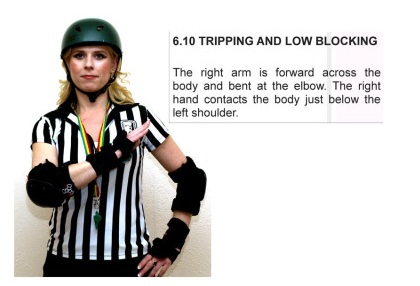 6.10 TRIPPING AND LOW BLOCKING
The right arm is forward across the
body and bent at the elbow. The right
hand contacts the body just below the
left shoulder.